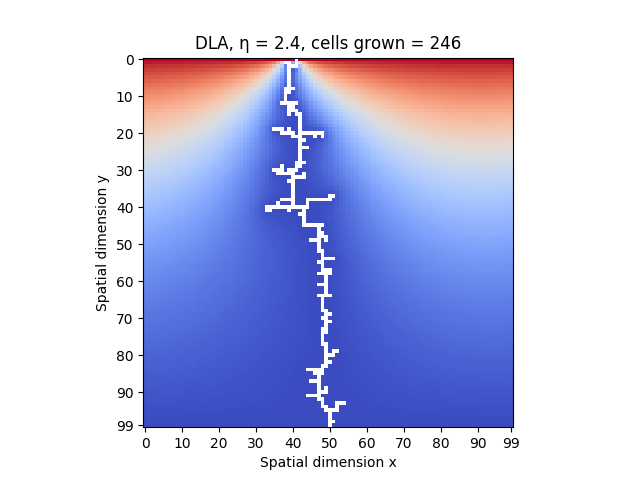 DLA, η = 2.4, cells grown = 246
0
10
20
30
40
50
60
70
80
90
99
Spatial dimension y
0 10 20 30 40 50 60 70 80 90 99
Spatial dimension x